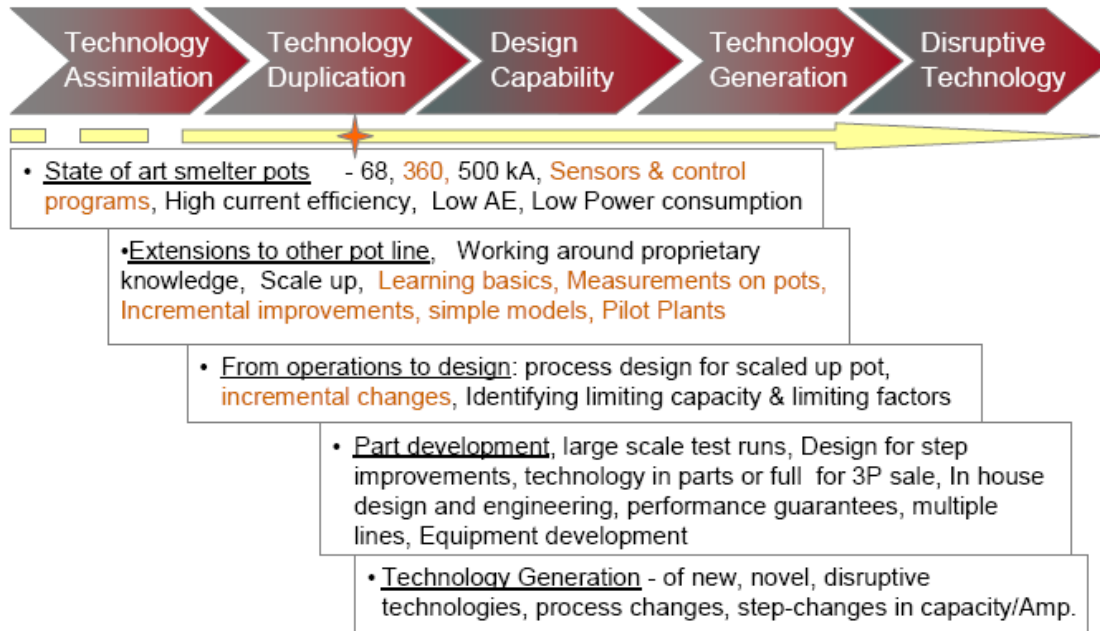 Technology
Assimilation
Technology
Duplication
Design
Capability
Technology
Generation
Disruptive
Technology
• State of art smelter pots - 68, 360, 500 kA, Sensors & control
programs, High current efficiency, Low AE, Low Power consumption
•Extensions to other pot line, Working around proprietary
knowledge, Scale up, Learning basics, Measurements on pots,
Incremental improvements, simple models, Pilot Plants
• From operations to design: process design for scaled up pot,
incremental changes, Identifying limiting capacity & limiting factors
• Part development, large scale test runs, Design for step
improvements, technology in parts or full for 3P sale, In house
design and engineering, performance guarantees, multiple
lines, Equipment development
• Technology Generation - of new, novel, disruptive
technologies, process changes, step-changes in capacity/Amp.